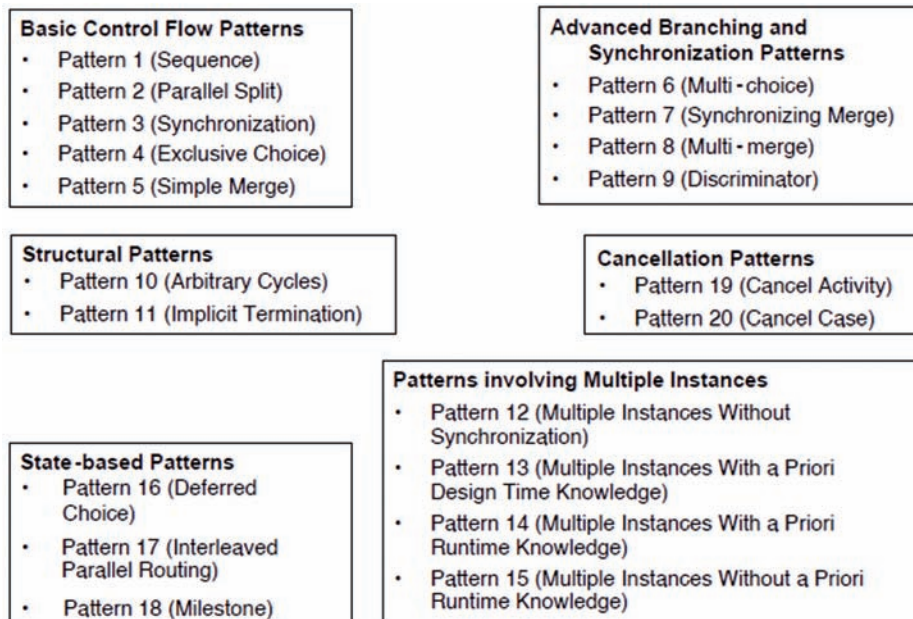 Basic Control Flow Patterns
• Pattern 1 (Sequence)
• Pattern 2 (Parallel Split)
• Pattern 3 (Synchronization)
• Pattern 4 (Exclusive Choice)
• Pattern 5 (Simple Merge)
Advanced Branching and
Synchronization Patterns
• Pattern 6 (Multi-choice)
• Pattern 7 (Synchronizing Merge)
• Pattern 8 (Multi-merge)
• Pattern 9 (Discriminator)
Structural Patterns
• Pattern 10 (Arbitrary Cycles)
• Pattern 11 (Implicit Termination)
Cancellation Patterns
• Pattern 19 (Cancel Activity)
• Pattern 20 (Cancel Case)
Patterns involving Multiple Instances
• Pattern 12 (Multiple Instances Without
Synchronization)
• Pattern 13 (Multiple Instances With a Priori
Design Time Knowledge)
• Pattern 14 (Multiple Instances With a Priori
Runtime Knowledge)
• Pattern 15 (Multiple Instances Without a Priori
Runtime Knowledge)
State-based Patterns
• Pattern 16 (Deferred
Choice)
• Pattern 17 (Interleaved
Parallel Routing)
• Pattern 18 (Milestone)